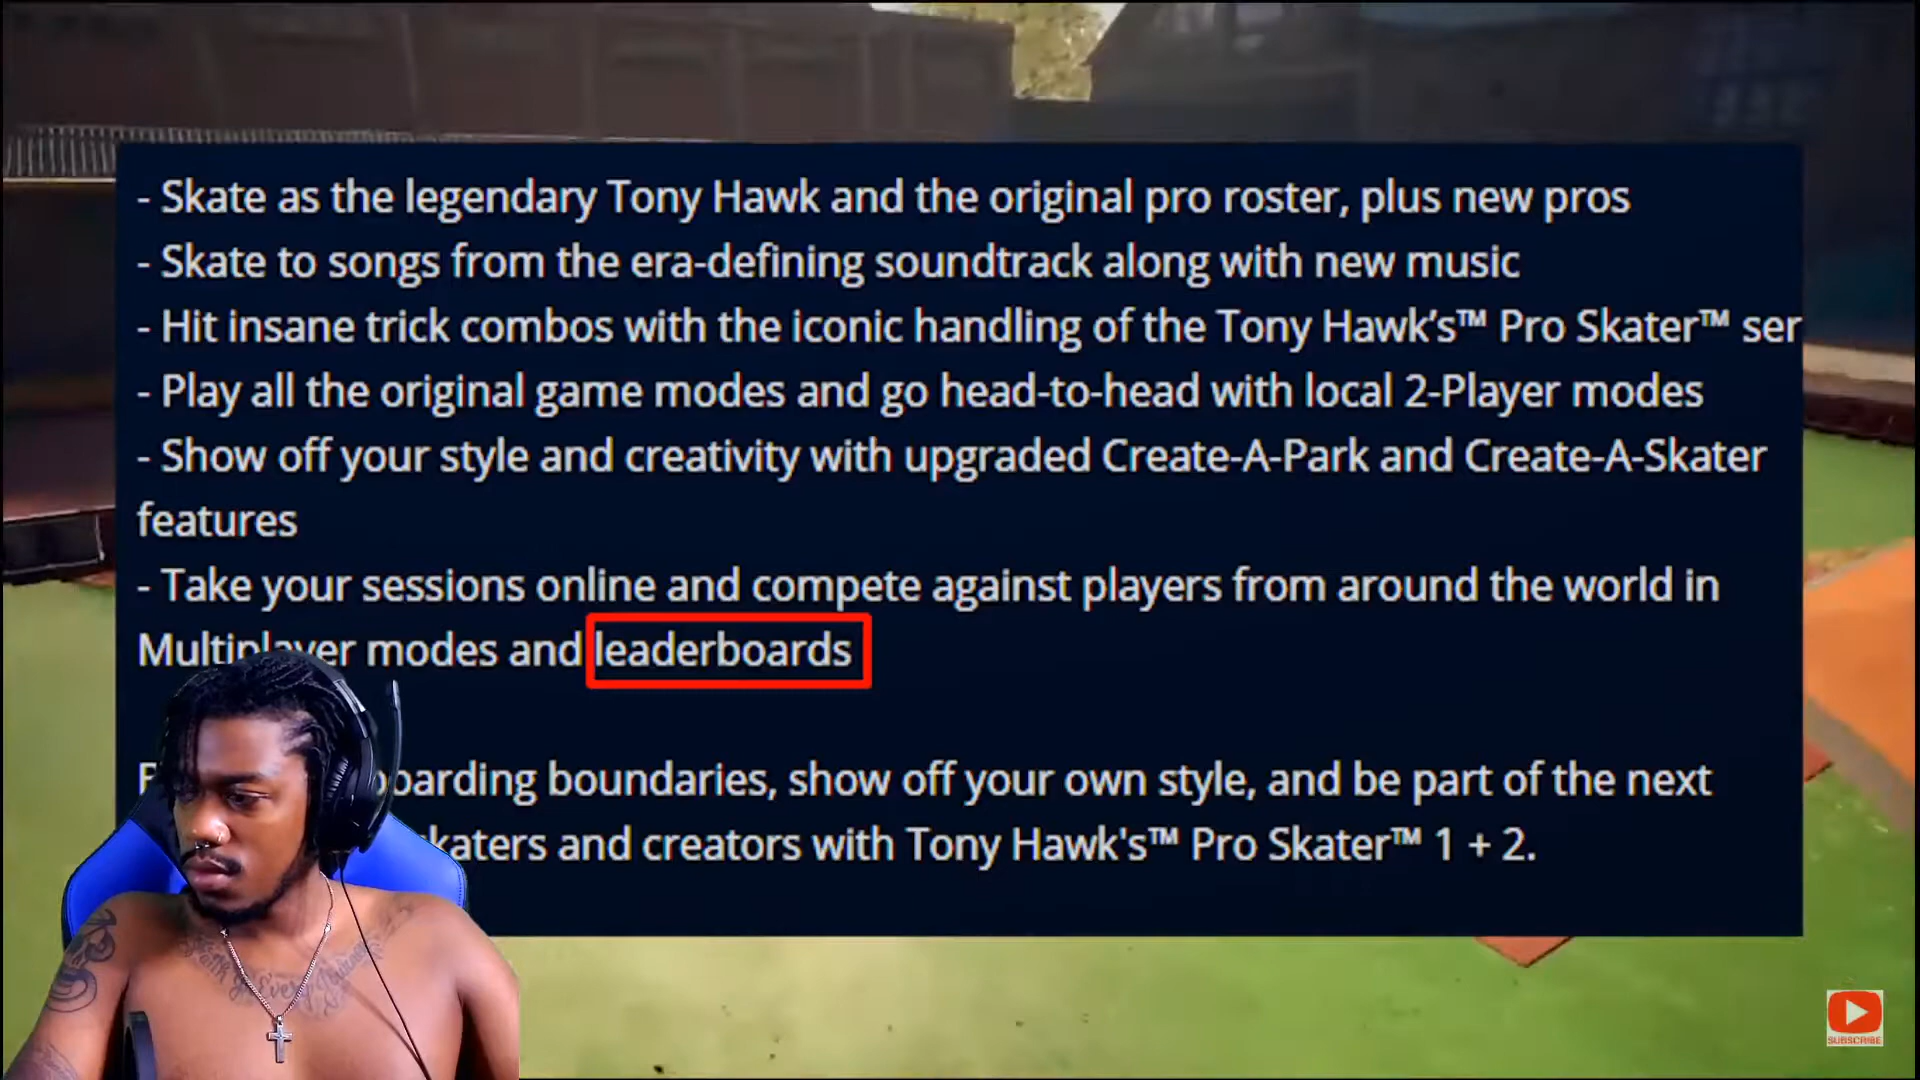 - Skate as the legendary Tony Hawk and the original pro roster, plus new pros
- Skate to songs from the era-defining soundtrack along with new music
- Hit insane trick combos with the iconic handling of the Tony Hawk’s™ Pro Skater™ ser
- Play all the original game modes and go head-to-head with local 2-Player modes
- Show off your style and creativity with upgraded Create-A-Park and Create-A-Skater
features
- Take your sessions online and compete against players from around the world in
Multiplayer modes and leaderboards
boundaries, show off your own style, and be part of the next
and creators with Tony Hawk's™ Pro Skater™ 1 + 2.
SUBSCRIBE